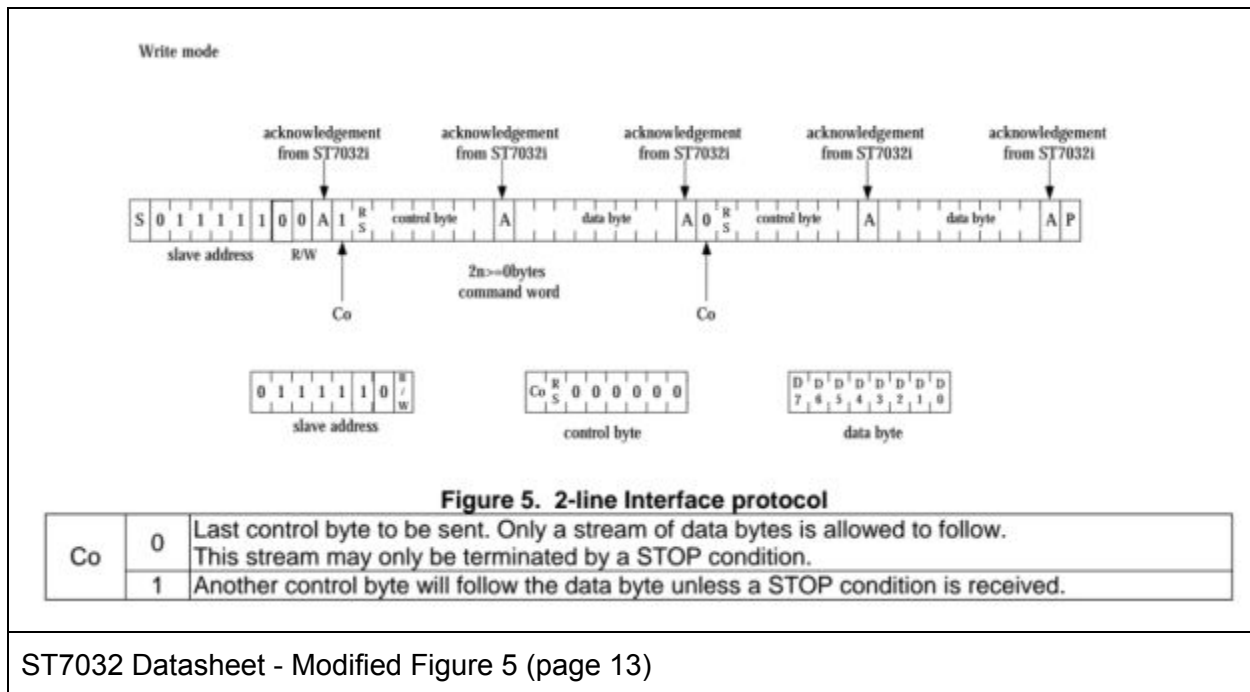 Write mode
acknowledgement acknowledgement acknowledgement acknowledgement acknowledgement
from ST7032i from ST7032i from ST7032i from ST7032i from ST7032i
S 0 1 1 1 1 1 0 0 A 1 RS control byte A data byte A 0 RS control byte A data byte A P
slave address R/W
2n>=0bytes
command word
Co Co
0 1 1 1 1 1 0 R/W Co RS 0 0 0 0 0 0 D7 D6 D5 D4 D3 D2 D1 D0
slave address control byte data byte
Figure 5. 2-line Interface protocol
Co 0 Last control byte to be sent. Only a stream of data bytes is allowed to follow.
This stream may only be terminated by a STOP condition.
1 Another control byte will follow the data byte unless a STOP condition is received.
ST7032 Datasheet - Modified Figure 5 (page 13)